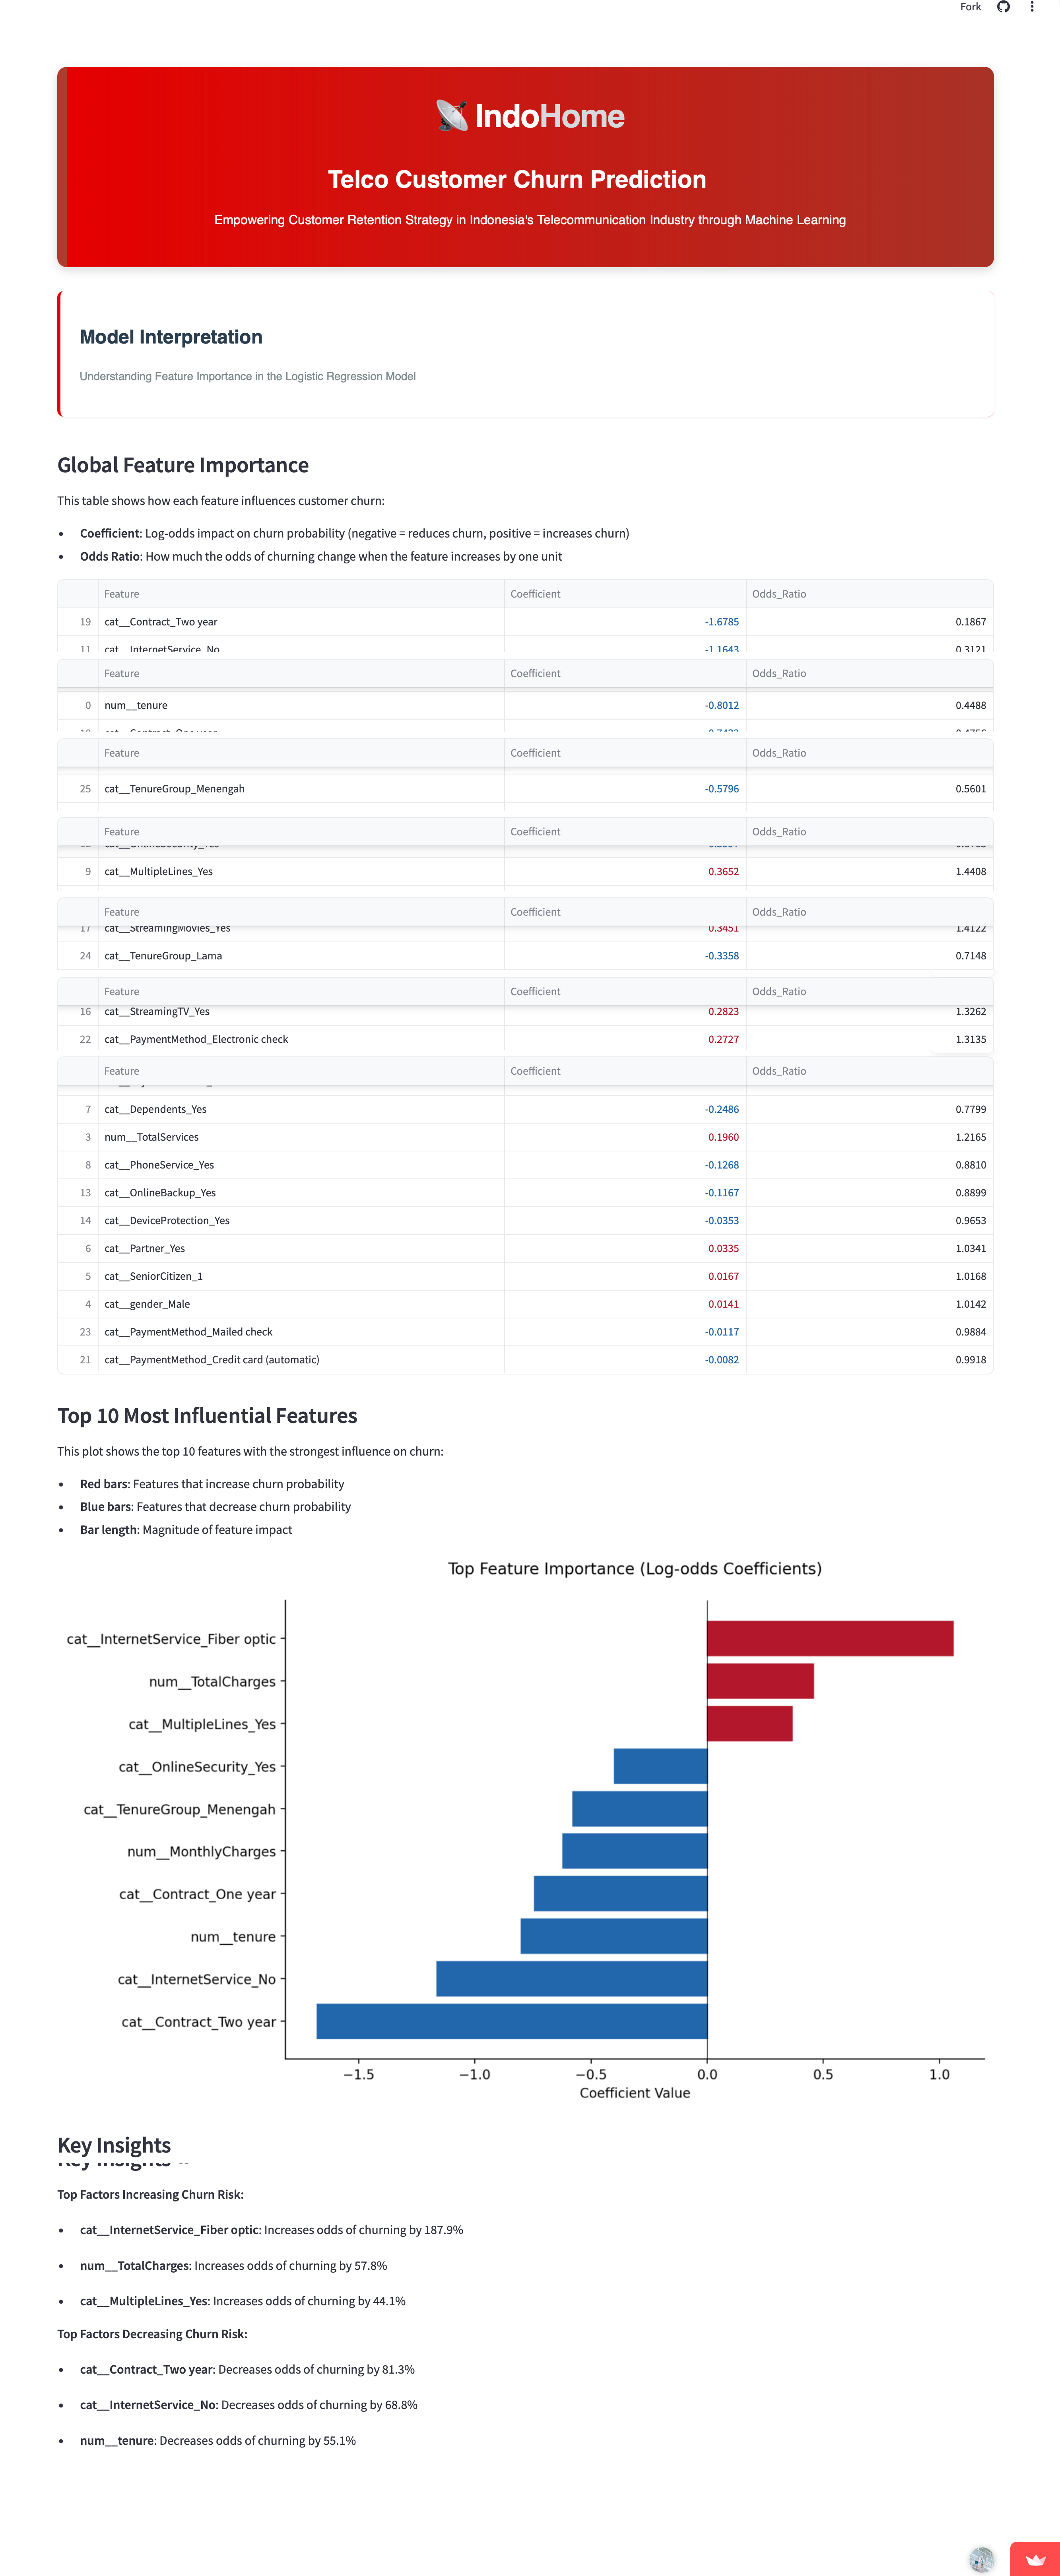 Fork
IndoHome
Telco Customer Churn Prediction
Empowering Customer Retention Strategy in Indonesia's Telecommunication Industry through Machine Learning
Model Interpretation
Understanding Feature Importance in the Logistic Regression Model
Global Feature Importance
This table shows how each feature influences customer churn:
• Coefficient: Log-odds impact on churn probability (negative = reduces churn, positive = increases churn)
• Odds Ratio: How much the odds of churning change when the feature increases by one unit
Feature Coefficient Odds_Ratio
19 cat__Contract_Two year -1.6785 0.1867
11 cat__InternetService_No -1.1643 0.3121
Feature Coefficient Odds_Ratio
0 num__tenure -0.8012 0.4488
cat__Contract_One year
Feature Coefficient Odds_Ratio
25 cat__TenureGroup_Menengah -0.5796 0.5601
Feature Coefficient Odds_Ratio
cat__OnlineSecurity_Yes
9 cat__MultipleLines_Yes 0.3652 1.4408
Feature Coefficient Odds_Ratio
17 cat__StreamingMovies_Yes 0.3451 1.4122
24 cat__TenureGroup_Lama -0.3358 0.7148
Feature Coefficient Odds_Ratio
16 cat__StreamingTV_Yes 0.2823 1.3262
22 cat__PaymentMethod_Electronic check 0.2727 1.3135
Feature Coefficient Odds_Ratio
7 cat__Dependents_Yes -0.2486 0.7799
3 num__TotalServices 0.1960 1.2165
8 cat__PhoneService_Yes -0.1268 0.8810
13 cat__OnlineBackup_Yes -0.1167 0.8899
14 cat__DeviceProtection_Yes -0.0353 0.9653
6 cat__Partner_Yes 0.0335 1.0341
5 cat__SeniorCitizen_1 0.0167 1.0168
4 cat__gender_Male 0.0141 1.0142
23 cat__PaymentMethod_Mailed check -0.0117 0.9884
21 cat__PaymentMethod_Credit card (automatic) -0.0082 0.9918
Top 10 Most Influential Features
This plot shows the top 10 features with the strongest influence on churn:
• Red bars: Features that increase churn probability
• Blue bars: Features that decrease churn probability
• Bar length: Magnitude of feature impact
Top Feature Importance (Log-odds Coefficients)
cat__InternetService_Fiber optic
num__TotalCharges
cat__MultipleLines_Yes
cat__OnlineSecurity_Yes
cat__TenureGroup_Menengah
num__MonthlyCharges
cat__Contract_One year
num__tenure
cat__InternetService_No
cat__Contract_Two year
−1.5 −1.0 −0.5 0.0 0.5 1.0
Coefficient Value
Key Insights
Key Insights
Top Factors Increasing Churn Risk:
• cat__InternetService_Fiber optic: Increases odds of churning by 187.9%
• num__TotalCharges: Increases odds of churning by 57.8%
• cat__MultipleLines_Yes: Increases odds of churning by 44.1%
Top Factors Decreasing Churn Risk:
• cat__Contract_Two year: Decreases odds of churning by 81.3%
• cat__InternetService_No: Decreases odds of churning by 68.8%
• num__tenure: Decreases odds of churning by 55.1%